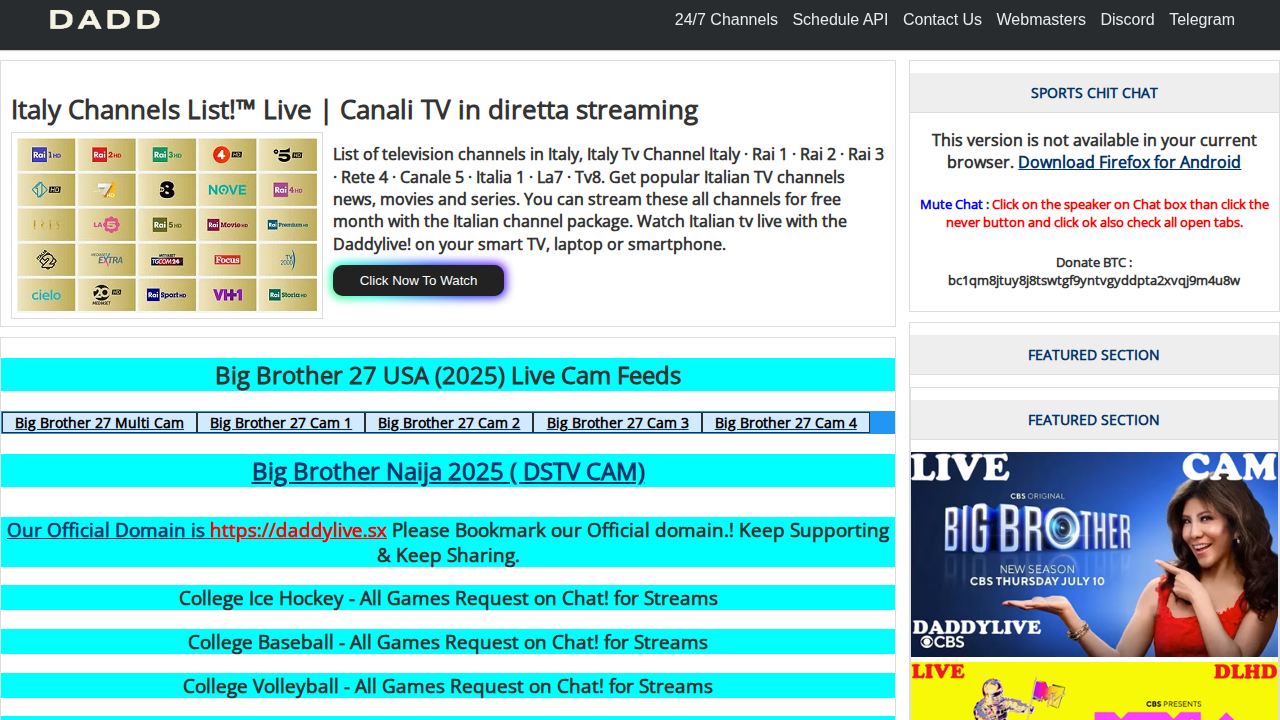 DADD
24/7 Channels Schedule API Contact Us Webmasters Discord Telegram
Italy Channels List!™ Live | Canali TV in diretta streaming
Rai 1 HD Rai 2 HD Rai 3 HD 4 HD 5 HD
1 HD 7 8 NOVE Rai 4 HD
IRIS LA 5 Rai 5 HD Rai Movie HD Rai Premium HD
MEDIASET EXTRA MEDIASET TGCOM24 Focus TV 2000
cielo 20 HD MEDIASET Rai Sport HD VH1 Rai Storia HD
List of television channels in Italy, Italy Tv Channel Italy · Rai 1 · Rai 2 · Rai 3
· Rete 4 · Canale 5 · Italia 1 · La7 · Tv8. Get popular Italian TV channels
news, movies and series. You can stream these all channels for free
month with the Italian channel package. Watch Italian tv live with the
Daddylive! on your smart TV, laptop or smartphone.
Click Now To Watch
Big Brother 27 USA (2025) Live Cam Feeds
Big Brother 27 Multi Cam Big Brother 27 Cam 1 Big Brother 27 Cam 2 Big Brother 27 Cam 3 Big Brother 27 Cam 4
Big Brother Naija 2025 ( DSTV CAM)
Our Official Domain is https://daddylive.sx Please Bookmark our Official domain.! Keep Supporting
& Keep Sharing.
College Ice Hockey - All Games Request on Chat! for Streams
College Baseball - All Games Request on Chat! for Streams
College Volleyball - All Games Request on Chat! for Streams
SPORTS CHIT CHAT
This version is not available in your current
browser. Download Firefox for Android
Mute Chat : Click on the speaker on Chat box than click the
never button and click ok also check all open tabs.
Donate BTC :
bc1qm8jtuy8j8tswtgf9yntvgyddpta2xvqj9m4u8w
FEATURED SECTION
FEATURED SECTION
LIVE CAM
CBS ORIGINAL
BIG BROTHER
NEW SEASON
CBS THURSDAY JULY 10
DADDYLIVE
CBS
LIVE DLHD
CBS PRESENTS